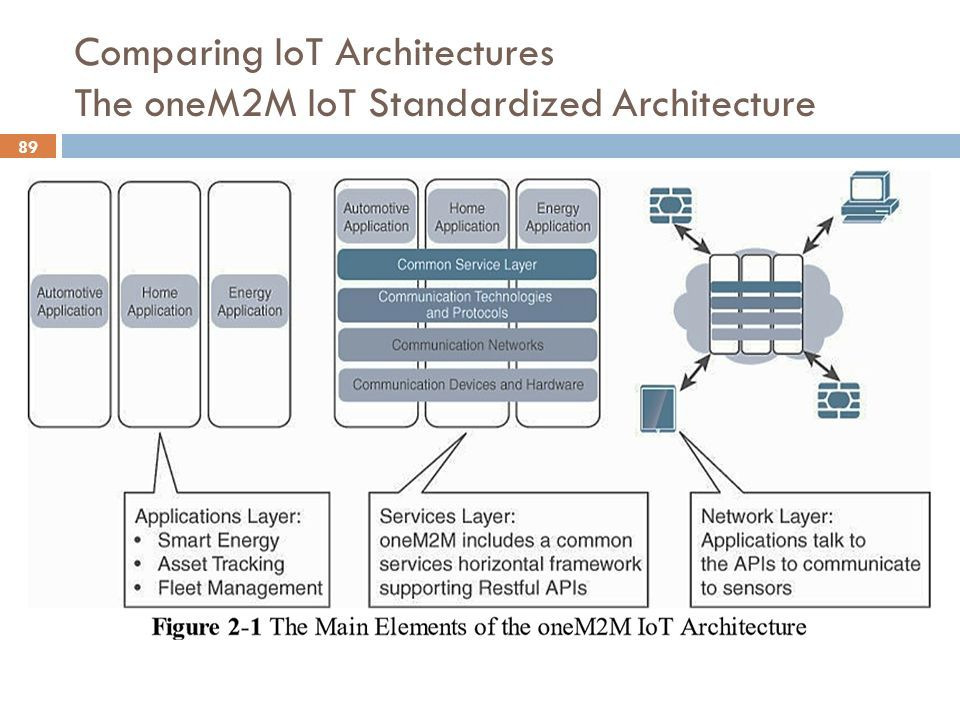 Comparing IoT Architectures
The oneM2M IoT Standardized Architecture
89
Automotive
Application
Home
Application
Energy
Application
Automotive
Application
Home
Application
Energy
Application
Common Service Layer
Communication Technologies
and Protocols
Communication Networks
Communication Devices and Hardware
Applications Layer:
• Smart Energy
• Asset Tracking
• Fleet Management
Services Layer:
oneM2M includes a common
services horizontal framework
supporting Restful APIs
Network Layer:
Applications talk to
the APIs to communicate
to sensors
Figure 2-1 The Main Elements of the oneM2M IoT Architecture